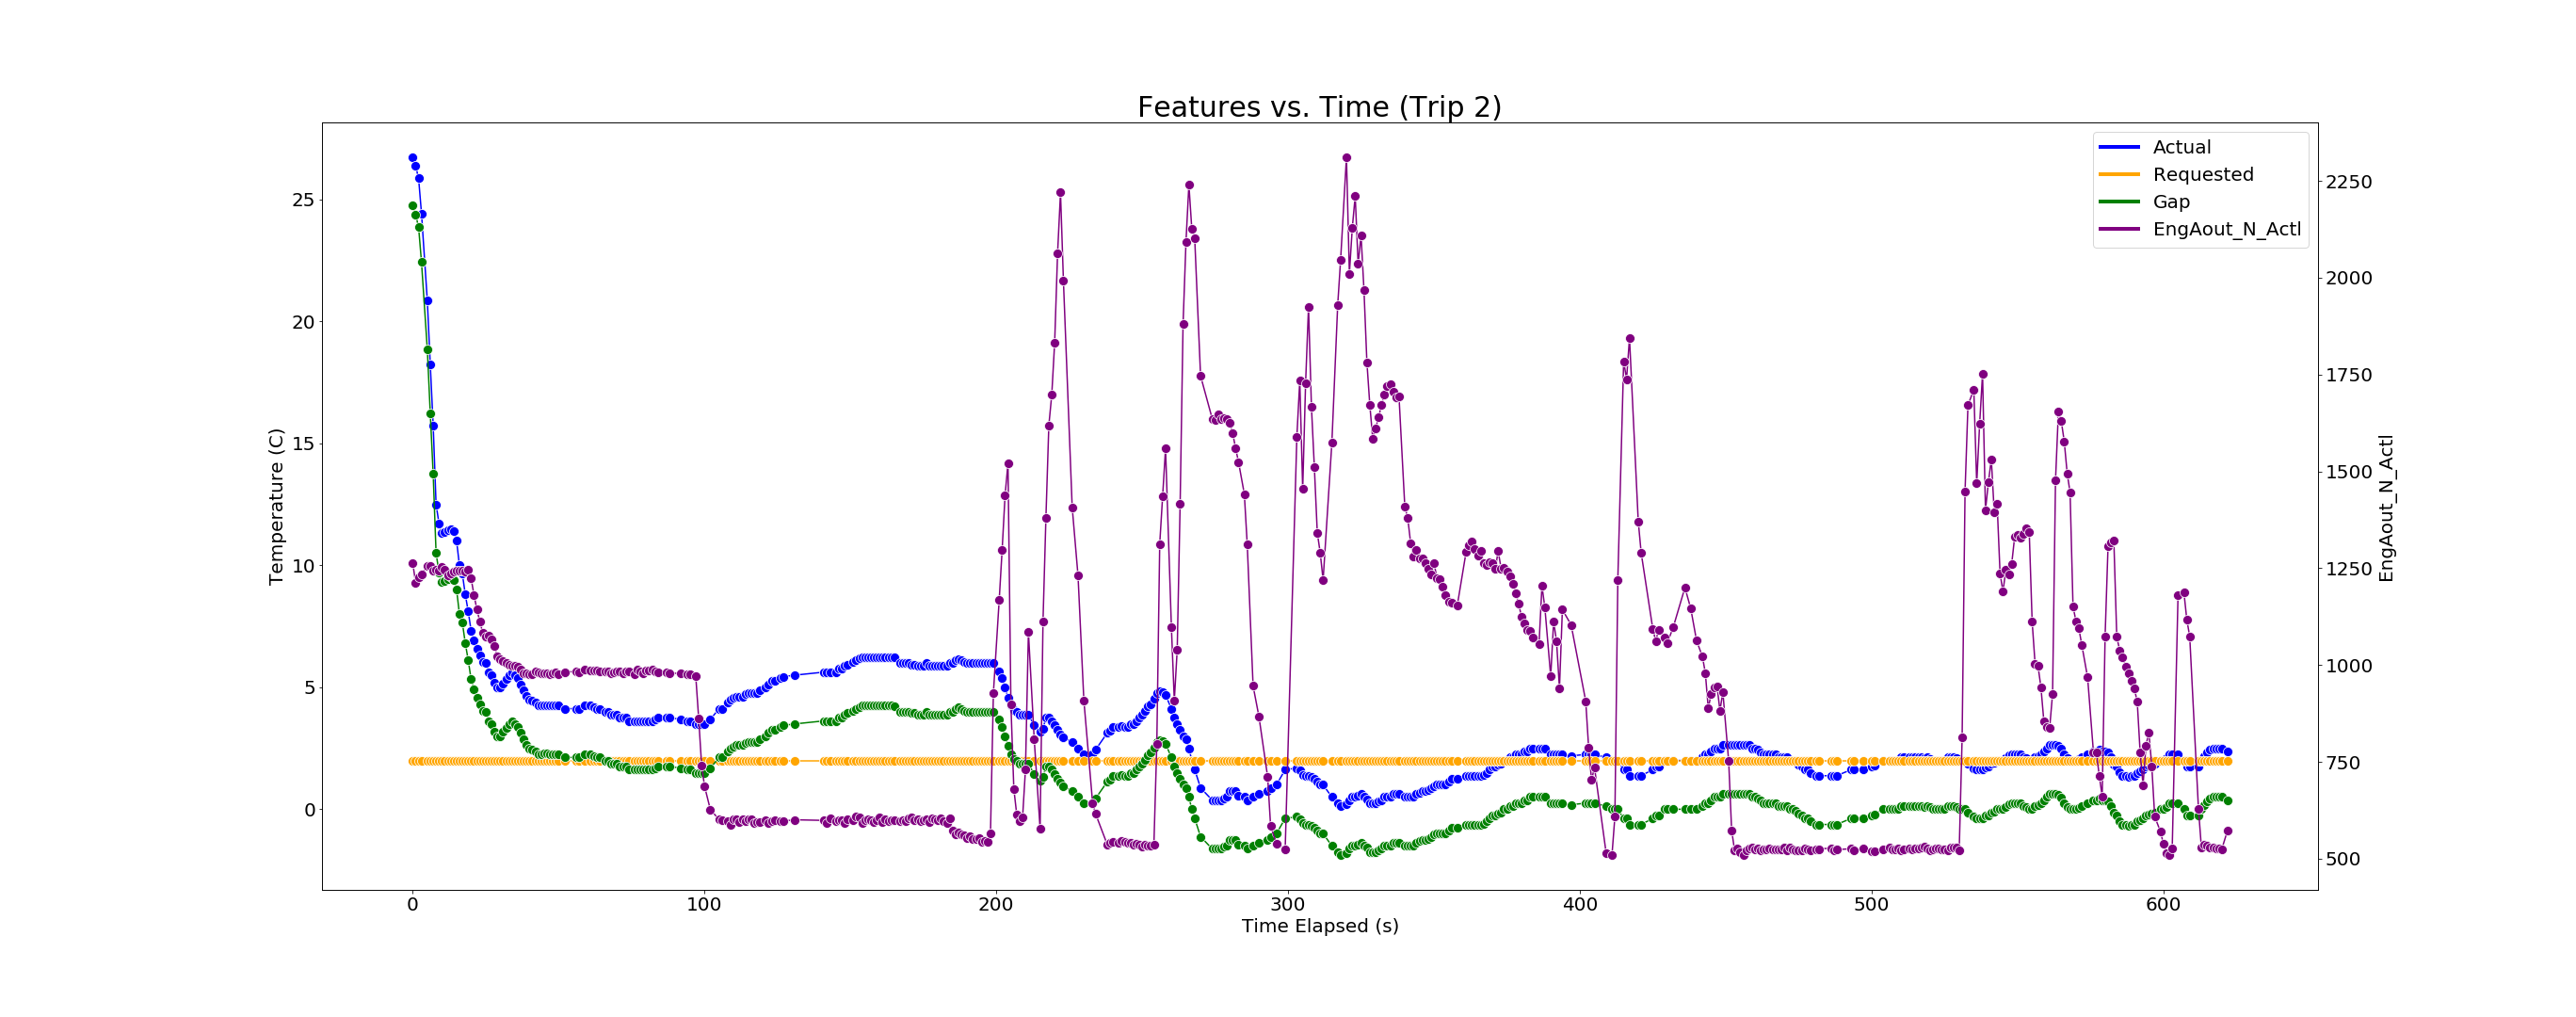 Features vs. Time (Trip 2)
Actual
Requested
Gap
EngAout_N_Actl
Temperature (C)
25
20
15
10
5
0
2250
2000
1750
1500
1250
1000
750
500
EngAout_N_Actl
0 100 200 300 400 500 600
Time Elapsed (s)